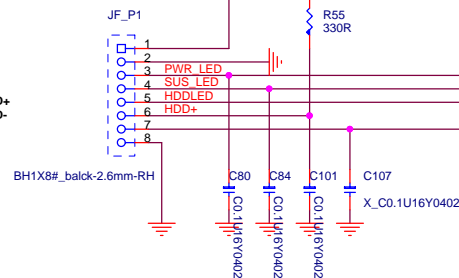 JF_P1
R55
330R
1
2
3 PWR_LED
4 SUS_LED
5 HDDLED
6 HDD+
7
8
D+
D-
BH1X8#_balck-2.6mm-RH
C80
C84
C101
C107
C0.1U16Y0402
C0.1U16Y0402
C0.1U16Y0402
X_C0.1U16Y0402